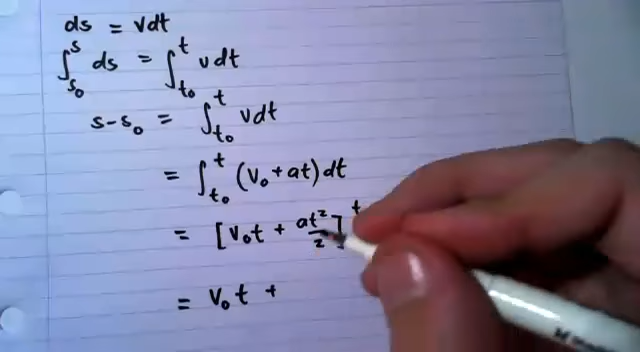 ds = vdt
∫_{s₀}^{s} ds = ∫_{t₀}^{t} vdt
s-s₀ = ∫_{t₀}^{t} vdt
= ∫_{t₀}^{t} (v₀+at)dt
= [v₀t + at²/2]^{t}
= v₀t +